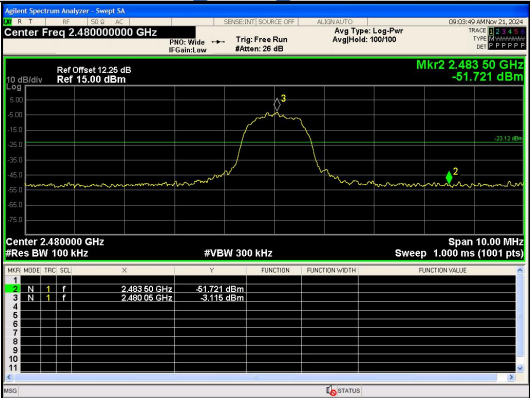 Agilent Spectrum Analyzer - Swept SA
R T RF 50 Ω AC SENSE:INT SOURCE OFF ALIGN AUTO 09:03:49 AM Nov 21, 2024
Center Freq 2.480000000 GHz
PNO: Wide
IFGain:Low
Trig: Free Run
#Atten: 26 dB
Avg Type: Log-Pwr
Avg|Hold: 100/100
TRACE 1 2 3 4 5 6
TYPE M
DET P P P P P P
Ref Offset 12.25 dB
10 dB/div Ref 15.00 dBm
Log
Mkr2 2.483 50 GHz
-51.721 dBm
3
5.00
-5.00
-15.0
-23.12 dBm
-25.0
-35.0
-45.0
2
-55.0
-65.0
-75.0
Center 2.480000 GHz Span 10.00 MHz
#Res BW 100 kHz #VBW 300 kHz Sweep 1.000 ms (1001 pts)
MKR MODE TRC SCL X Y FUNCTION FUNCTION WIDTH FUNCTION VALUE
1
2 N 1 f 2.483 50 GHz -51.721 dBm
3 N 1 f 2.480 05 GHz -3.115 dBm
4
5
6
7
8
9
10
11
MSG STATUS